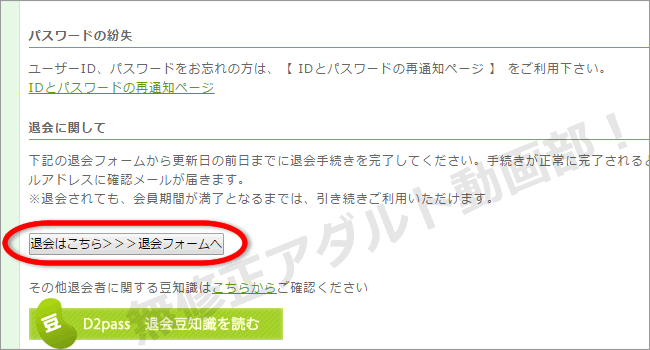 パスワードの紛失
ユーザーID、パスワードをお忘れの方は、【 IDとパスワードの再通知ページ 】 をご利用下さい。
IDとパスワードの再通知ページ
退会に関して
下記の退会フォームから更新日の前日までに退会手続きを完了してください。手続きが正常に完了されると
ルアドレスに確認メールが届きます。
※退会されても、会員期間が満了となるまでは、引き続きご利用いただけます。
退会はこちら>>>退会フォームへ
その他退会者に関する豆知識はこちらからご確認ください
豆 D2pass 退会豆知識を読む
無修正アダルト動画部！